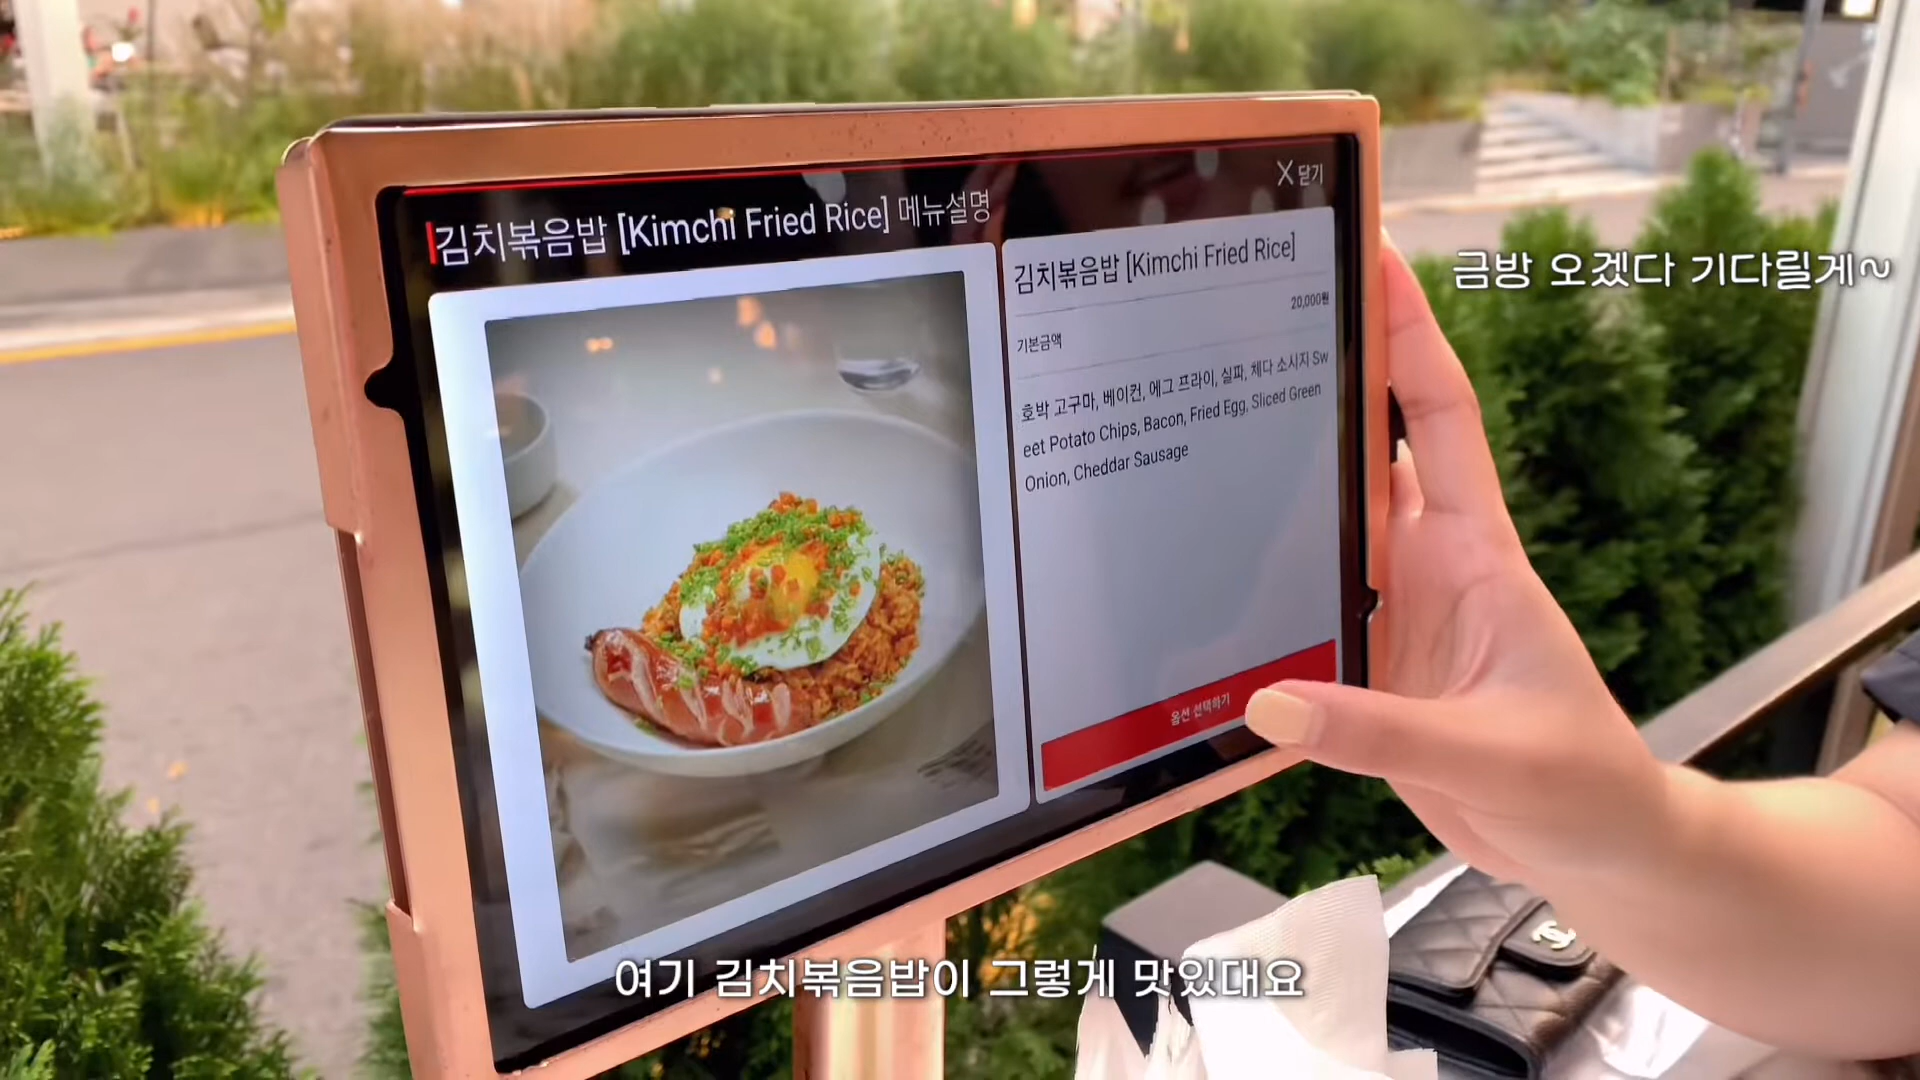 김치볶음밥 [Kimchi Fried Rice] 메뉴설명
X 닫기
김치볶음밥 [Kimchi Fried Rice]
20,000원
기본금액
호박 고구마, 베이컨, 에그 프라이, 실파, 체다 소시지 Sw
eet Potato Chips, Bacon, Fried Egg, Sliced Green
Onion, Cheddar Sausage
옵션 선택하기
금방 오겠다 기다릴게~
여기 김치볶음밥이 그렇게 맛있대요